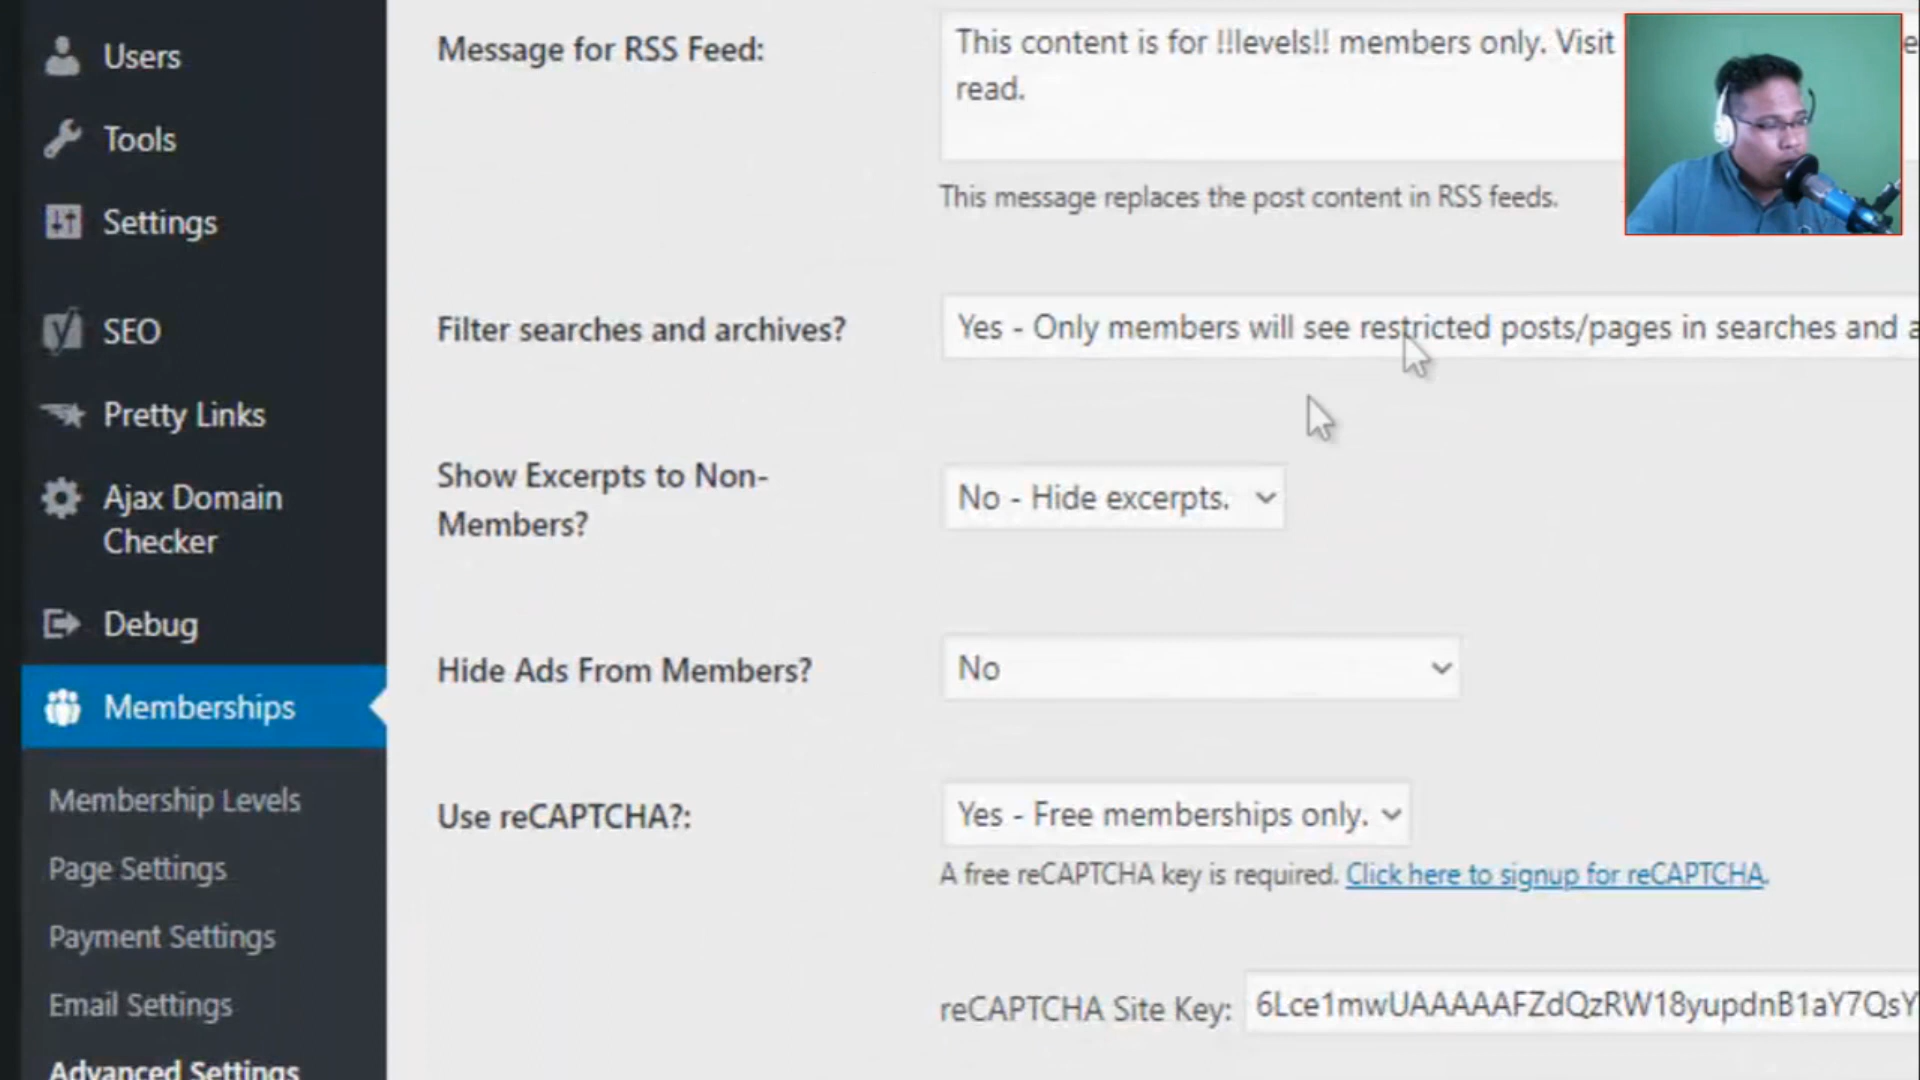 Users
Tools
Settings
SEO
Pretty Links
Ajax Domain
Checker
Debug
Memberships
Membership Levels
Page Settings
Payment Settings
Email Settings
Advanced Settings
Message for RSS Feed:
This content is for !!levels!! members only. Visit
read.
This message replaces the post content in RSS feeds.
Filter searches and archives?
Yes - Only members will see restricted posts/pages in searches and a
Show Excerpts to Non-
Members?
No - Hide excerpts.
Hide Ads From Members?
No
Use reCAPTCHA?:
Yes - Free memberships only.
A free reCAPTCHA key is required. Click here to signup for reCAPTCHA.
reCAPTCHA Site Key:
6Lce1mwUAAAAAFZdQzRW18yupdnB1aY7QsY